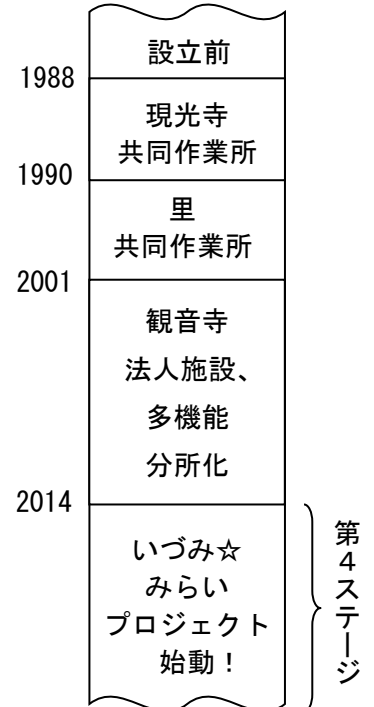 設立前
1988
現光寺
共同作業所
1990
里
共同作業所
2001
観音寺
法人施設、
多機能
分所化
2014
いづみ☆
みらい
プロジェクト
始動！
第４ステージ